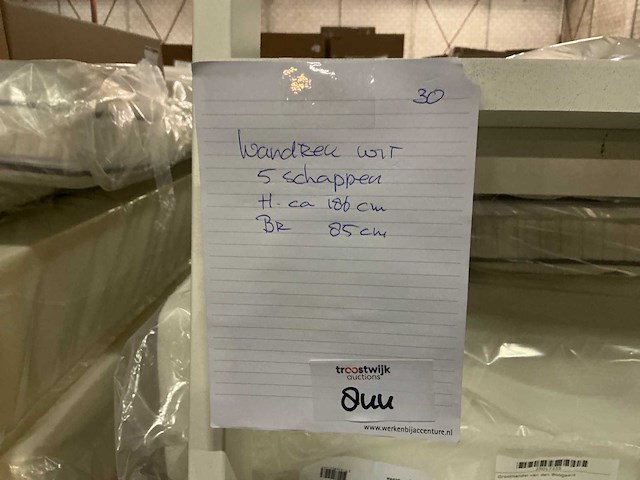 30
Wandrek wit
5 schappen
H. ca 186 cm
BR 85 cm
troostwijk
auctions
www.werkenbijaccenture.nl